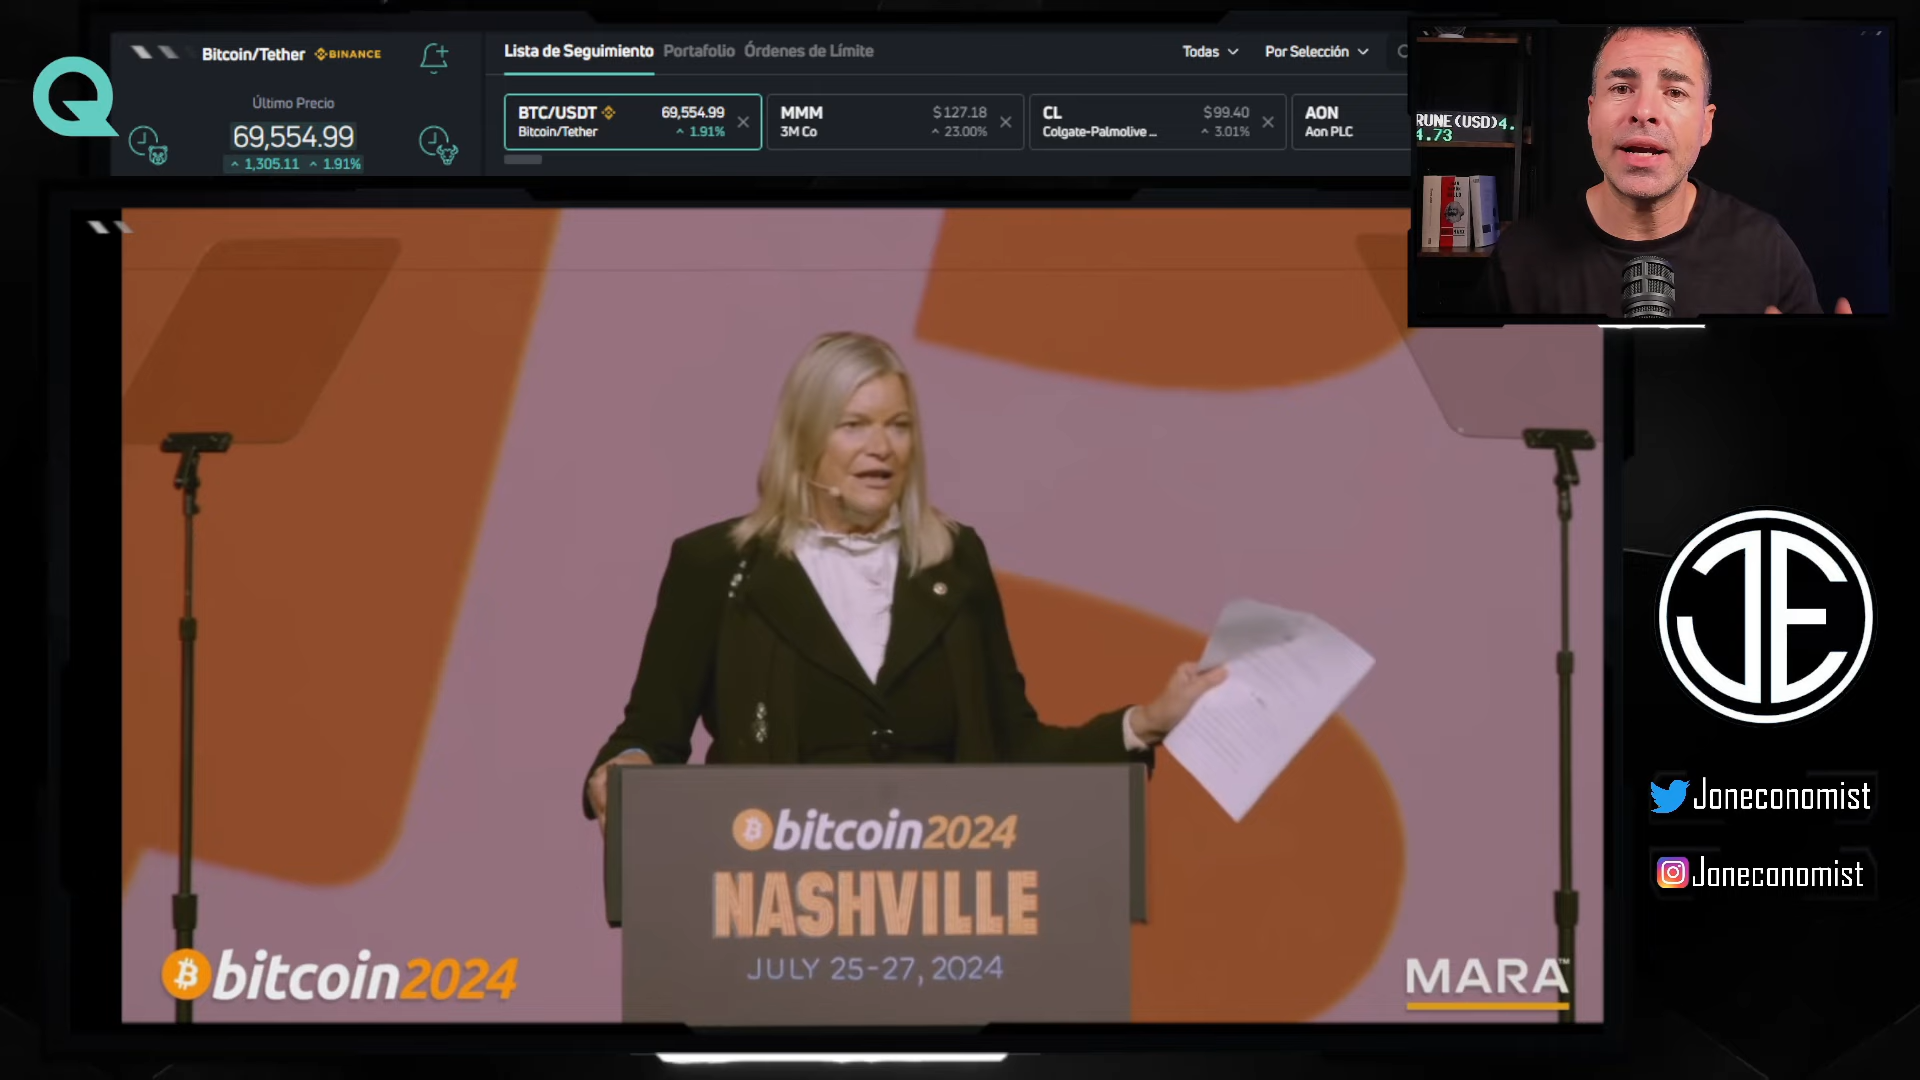 Bitcoin/Tether BINANCE
Último Precio
69,554.99
1,305.11 1.91%
Lista de Seguimiento Portafolio Órdenes de Límite
Todas Por Selección
BTC/USDT 69,554.99
Bitcoin/Tether 1.91%
MMM $127.18
3M Co 23.00%
CL $99.40
Colgate-Palmolive ... 3.01%
AON
Aon PLC
RUNE(USD)4.
4.73
bitcoin2024
NASHVILLE
JULY 25-27, 2024
bitcoin2024
MARA™
JE
Joneconomist
Joneconomist